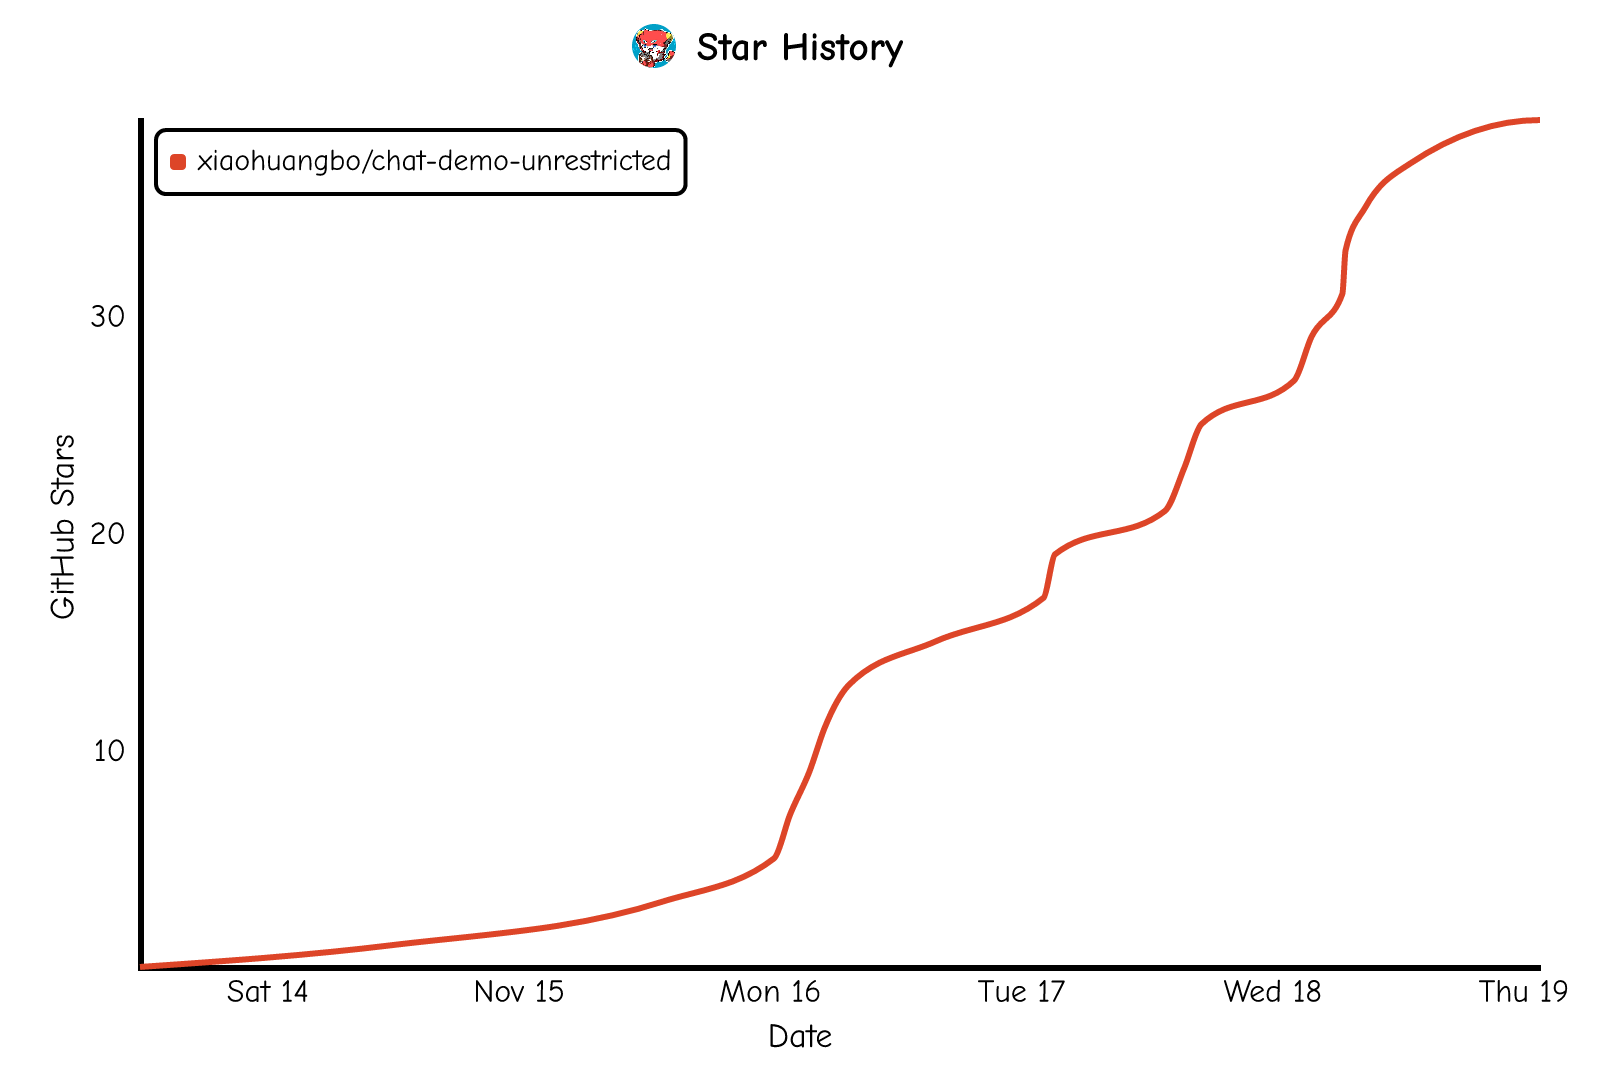 Star History
xiaohuangbo/chat-demo-unrestricted
30
20
10
GitHub Stars
Sat 14 Nov 15 Mon 16 Tue 17 Wed 18 Thu 19
Date